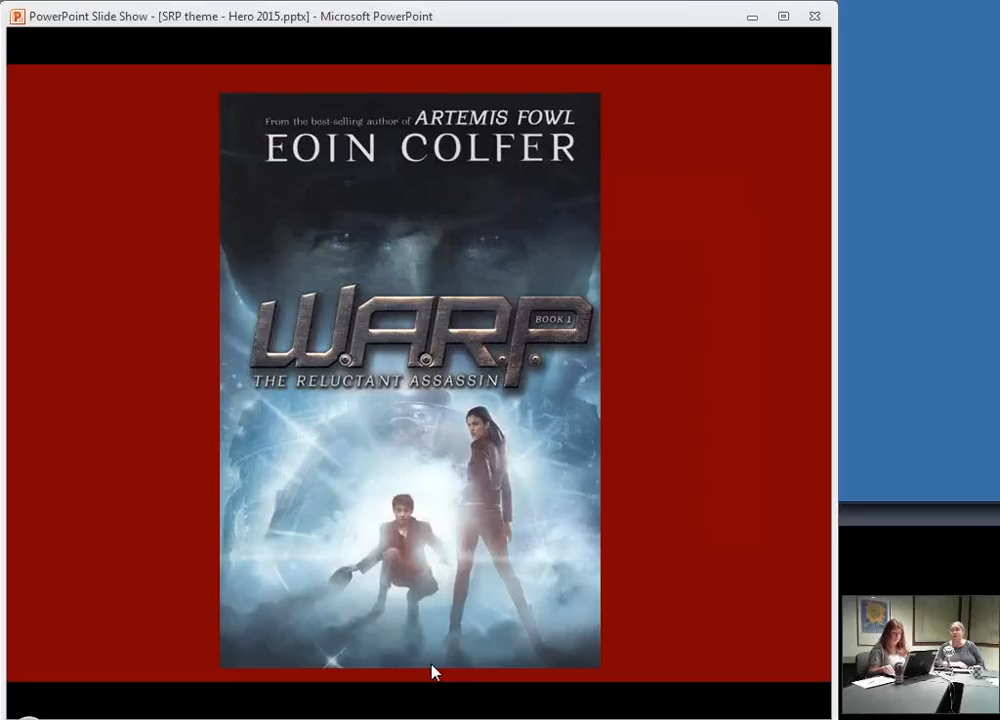 PowerPoint Slide Show - [SRP theme - Hero 2015.pptx] - Microsoft PowerPoint
From the best-selling author of ARTEMIS FOWL
EOIN COLFER
W.A.R.P.
BOOK 1
THE RELUCTANT ASSASSIN